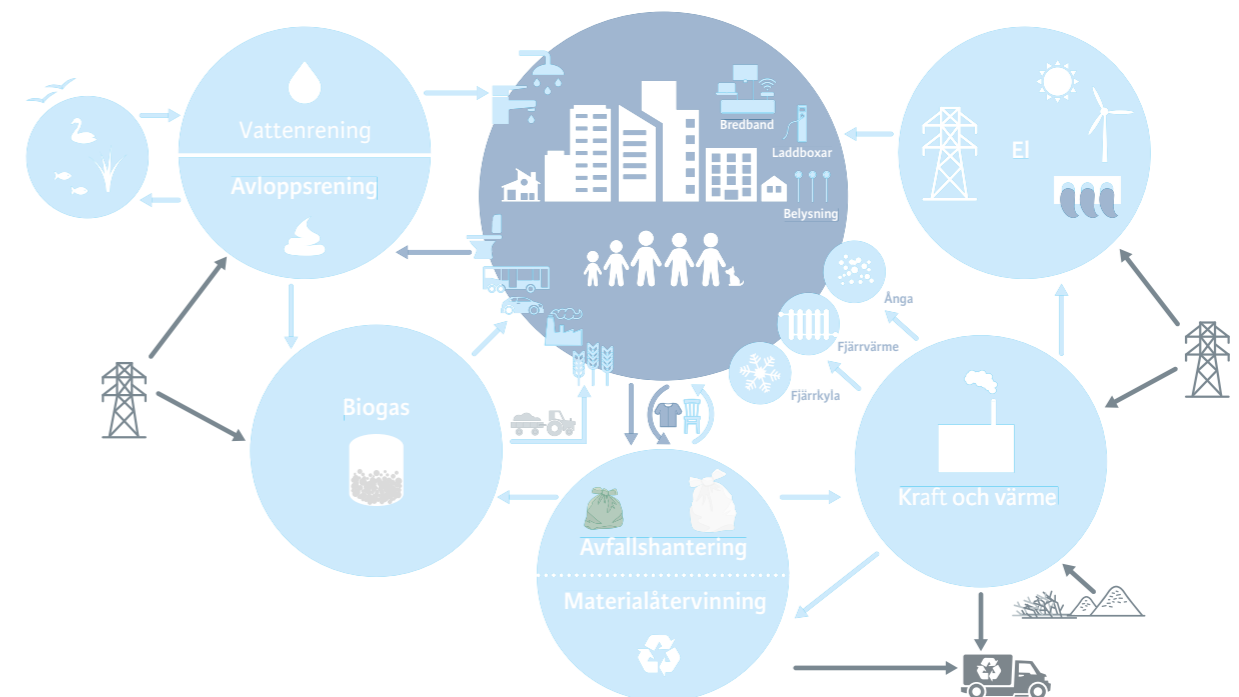 Vattenrening
Avloppsrening
Bredband
Laddboxar
Belysning
El
Ånga
Fjärrvärme
Fjärrkyla
Biogas
Kraft och värme
Avfallshantering
Materialåtervinning